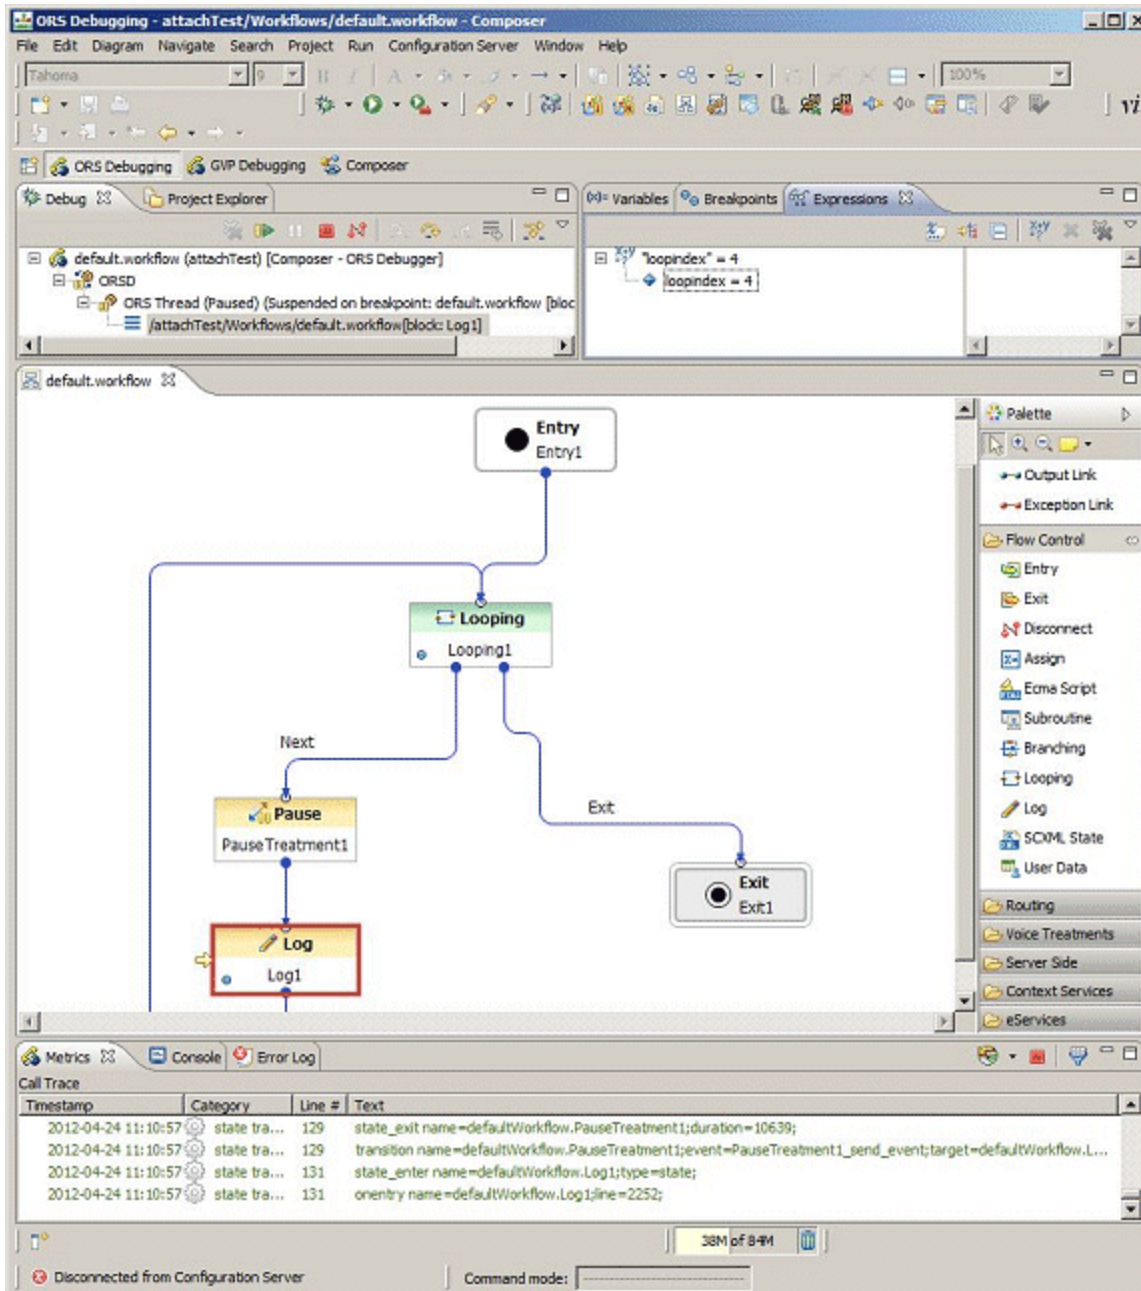 ORS Debugging - attachTest/Workflows/default.workflow - Composer
File Edit Diagram Navigate Search Project Run Configuration Server Window Help
Tahoma 9 B I A 100%
ORS Debugging GVP Debugging Composer
Debug Project Explorer
default.workflow (attachTest) [Composer - ORS Debugger]
ORSD
ORS Thread (Paused) (Suspended on breakpoint: default.workflow [bloc
/attachTest/Workflows/default.workflow[block: Log1]
(x)= Variables Breakpoints Expressions
"loopindex" = 4
loopindex = 4
default.workflow
Entry
Entry1
Looping
Looping1
Next
Exit
Pause
PauseTreatment1
Exit
Exit1
Log
Log1
Palette
Output Link
Exception Link
Flow Control
Entry
Exit
Disconnect
Assign
Ecma Script
Subroutine
Branching
Looping
Log
SCXML State
User Data
Routing
Voice Treatments
Server Side
Context Services
eServices
Metrics Console Error Log
Call Trace
Timestamp Category Line # Text
2012-04-24 11:10:57 state tra... 129 state_exit name=defaultWorkflow.PauseTreatment1;duration=10639;
2012-04-24 11:10:57 state tra... 129 transition name=defaultWorkflow.PauseTreatment1;event=PauseTreatment1_send_event;target=defaultWorkflow.L...
2012-04-24 11:10:57 state tra... 131 state_enter name=defaultWorkflow.Log1;type=state;
2012-04-24 11:10:57 state tra... 131 onentry name=defaultWorkflow.Log1;line=2252;
38M of 84M
Disconnected from Configuration Server Command mode: